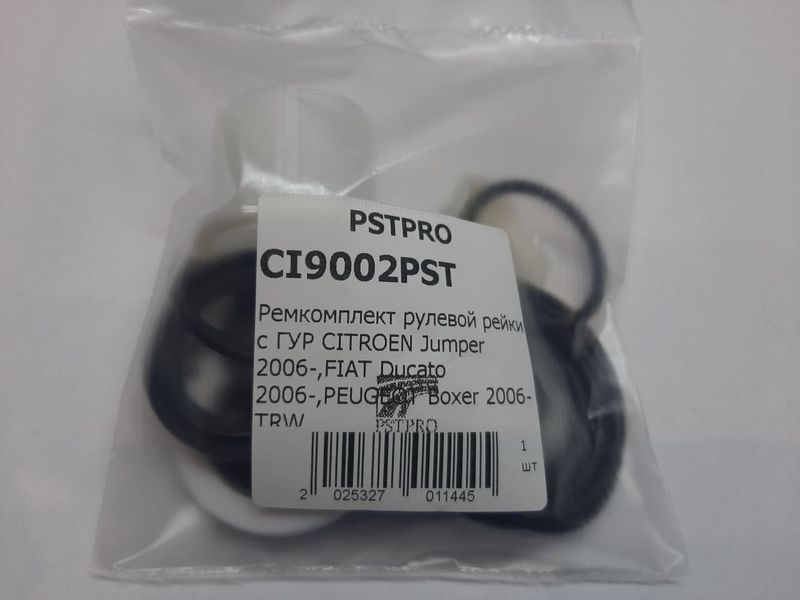 PSTPRO
CI9002PST
Ремкомплект рулевой рейки
с ГУР CITROEN Jumper
2006-,FIAT Ducato
2006-,PEUGEOT Boxer 2006-
TRW
PSTPRO
1
шт
2 025327 011445